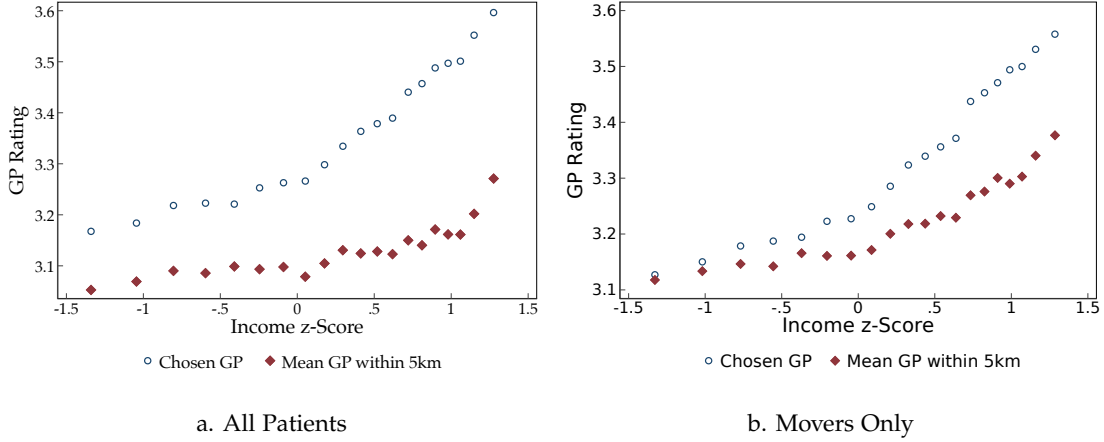 GP Rating
3.6
3.5
3.4
3.3
3.2
3.1
-1.5 -1 -.5 0 .5 1 1.5
Income z-Score
Chosen GP Mean GP within 5km
a. All Patients
GP Rating
3.6
3.5
3.4
3.3
3.2
3.1
-1.5 -1 -.5 0 .5 1 1.5
Income z-Score
Chosen GP Mean GP within 5km
b. Movers Only